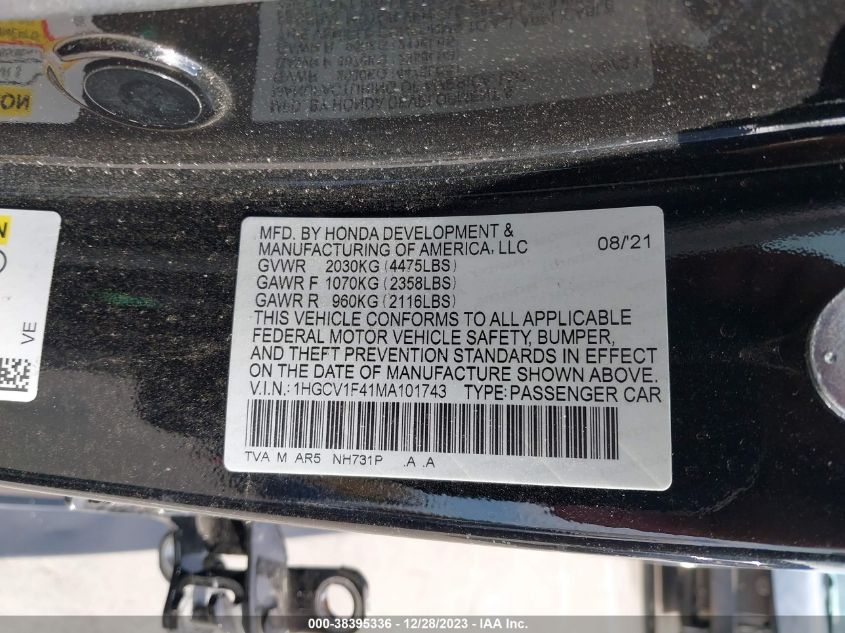 MFD. BY HONDA DEVELOPMENT &
MANUFACTURING OF AMERICA, LLC 08/'21
GVWR 2030KG (4475LBS)
GAWR F 1070KG (2358LBS)
GAWR R 960KG (2116LBS)
THIS VEHICLE CONFORMS TO ALL APPLICABLE
FEDERAL MOTOR VEHICLE SAFETY, BUMPER,
AND THEFT PREVENTION STANDARDS IN EFFECT
ON THE DATE OF MANUFACTURE SHOWN ABOVE.
V.I.N.: 1HGCV1F41MA101743 TYPE: PASSENGER CAR
TVA M AR5 NH731P .A .A
VE
000-38395336 - 12/28/2023 - IAA Inc.